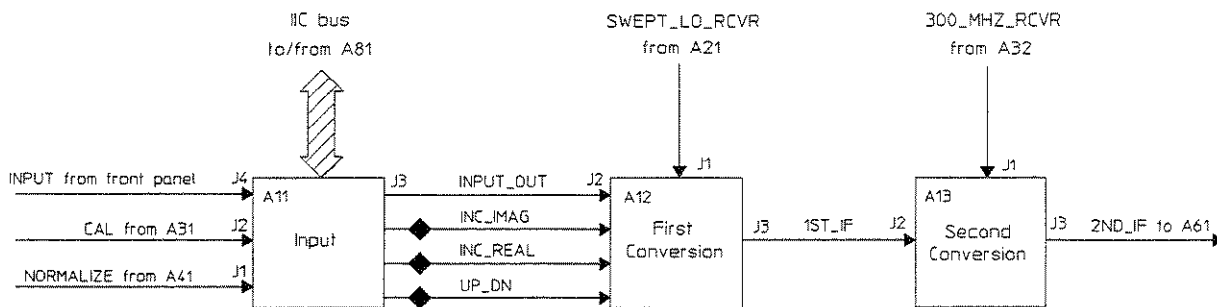 IIC bus
to/from A81
SWEPT_LO_RCVR
from A21
300_MHZ_RCVR
from A32
INPUT from front panel
J4
CAL from A31
J2
NORMALIZE from A41
J1
A11
Input
J3
INPUT_OUT
J2
INC_IMAG
INC_REAL
UP_DN
J1
A12
First
Conversion
J3
1ST_IF
J2
J1
A13
Second
Conversion
J3
2ND_IF to A61